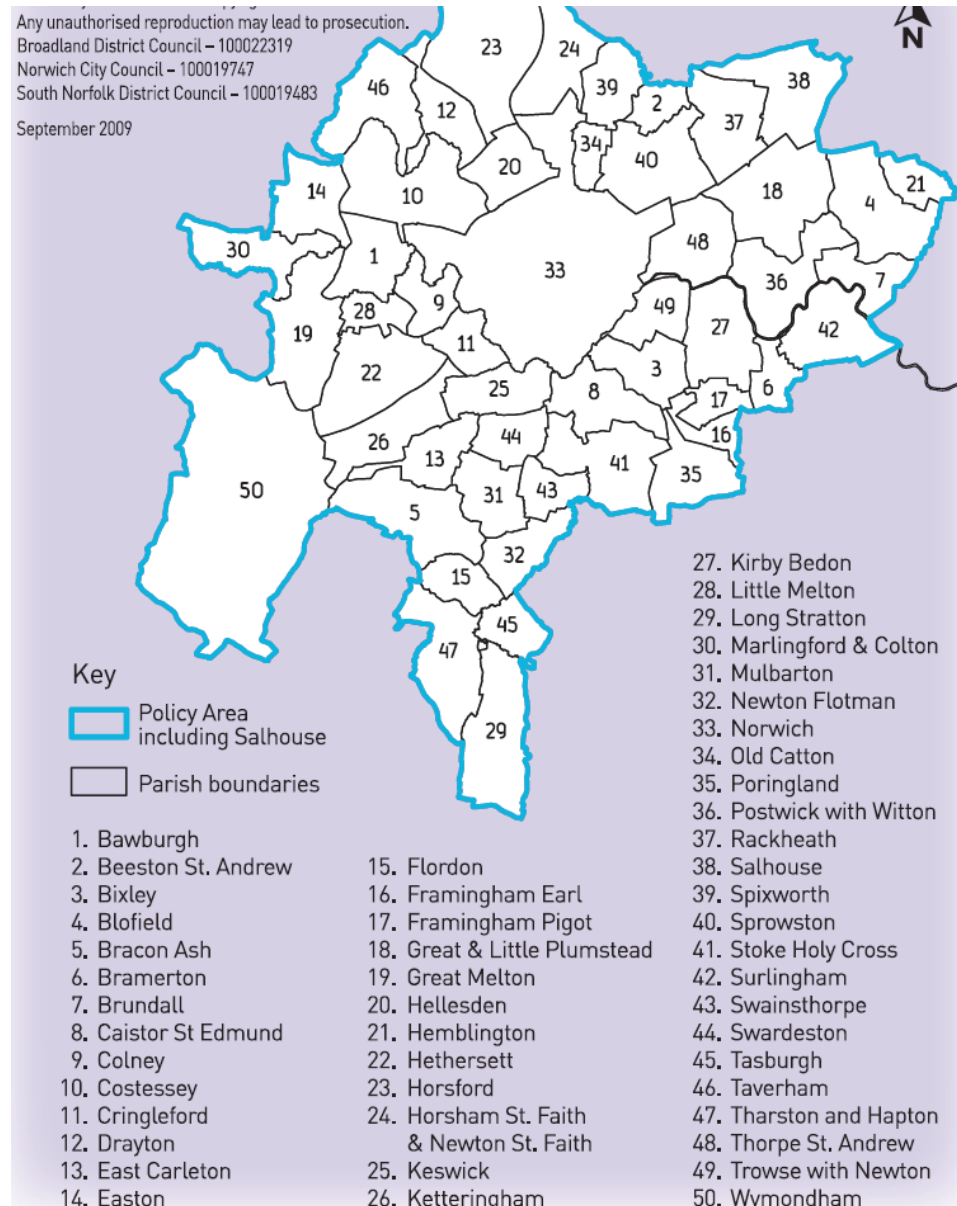 Any unauthorised reproduction may lead to prosecution.
Broadland District Council – 100022319
Norwich City Council – 100019747
South Norfolk District Council – 100019483
September 2009
N
23
24
38
46
39
12
2
37
34
40
20
14
10
18
21
4
30
1
48
33
36
7
9
28
49
19
27
42
11
22
3
25
8
17
6
26
44
16
13
41
35
50
31
43
5
32
15
45
47
29
Key
Policy Area
including Salhouse
Parish boundaries
1. Bawburgh
2. Beeston St. Andrew
3. Bixley
4. Blofield
5. Bracon Ash
6. Bramerton
7. Brundall
8. Caistor St Edmund
9. Colney
10. Costessey
11. Cringleford
12. Drayton
13. East Carleton
14. Easton
15. Flordon
16. Framingham Earl
17. Framingham Pigot
18. Great & Little Plumstead
19. Great Melton
20. Hellesden
21. Hemblington
22. Hethersett
23. Horsford
24. Horsham St. Faith
& Newton St. Faith
25. Keswick
26. Ketteringham
27. Kirby Bedon
28. Little Melton
29. Long Stratton
30. Marlingford & Colton
31. Mulbarton
32. Newton Flotman
33. Norwich
34. Old Catton
35. Poringland
36. Postwick with Witton
37. Rackheath
38. Salhouse
39. Spixworth
40. Sprowston
41. Stoke Holy Cross
42. Surlingham
43. Swainsthorpe
44. Swardeston
45. Tasburgh
46. Taverham
47. Tharston and Hapton
48. Thorpe St. Andrew
49. Trowse with Newton
50. Wymondham